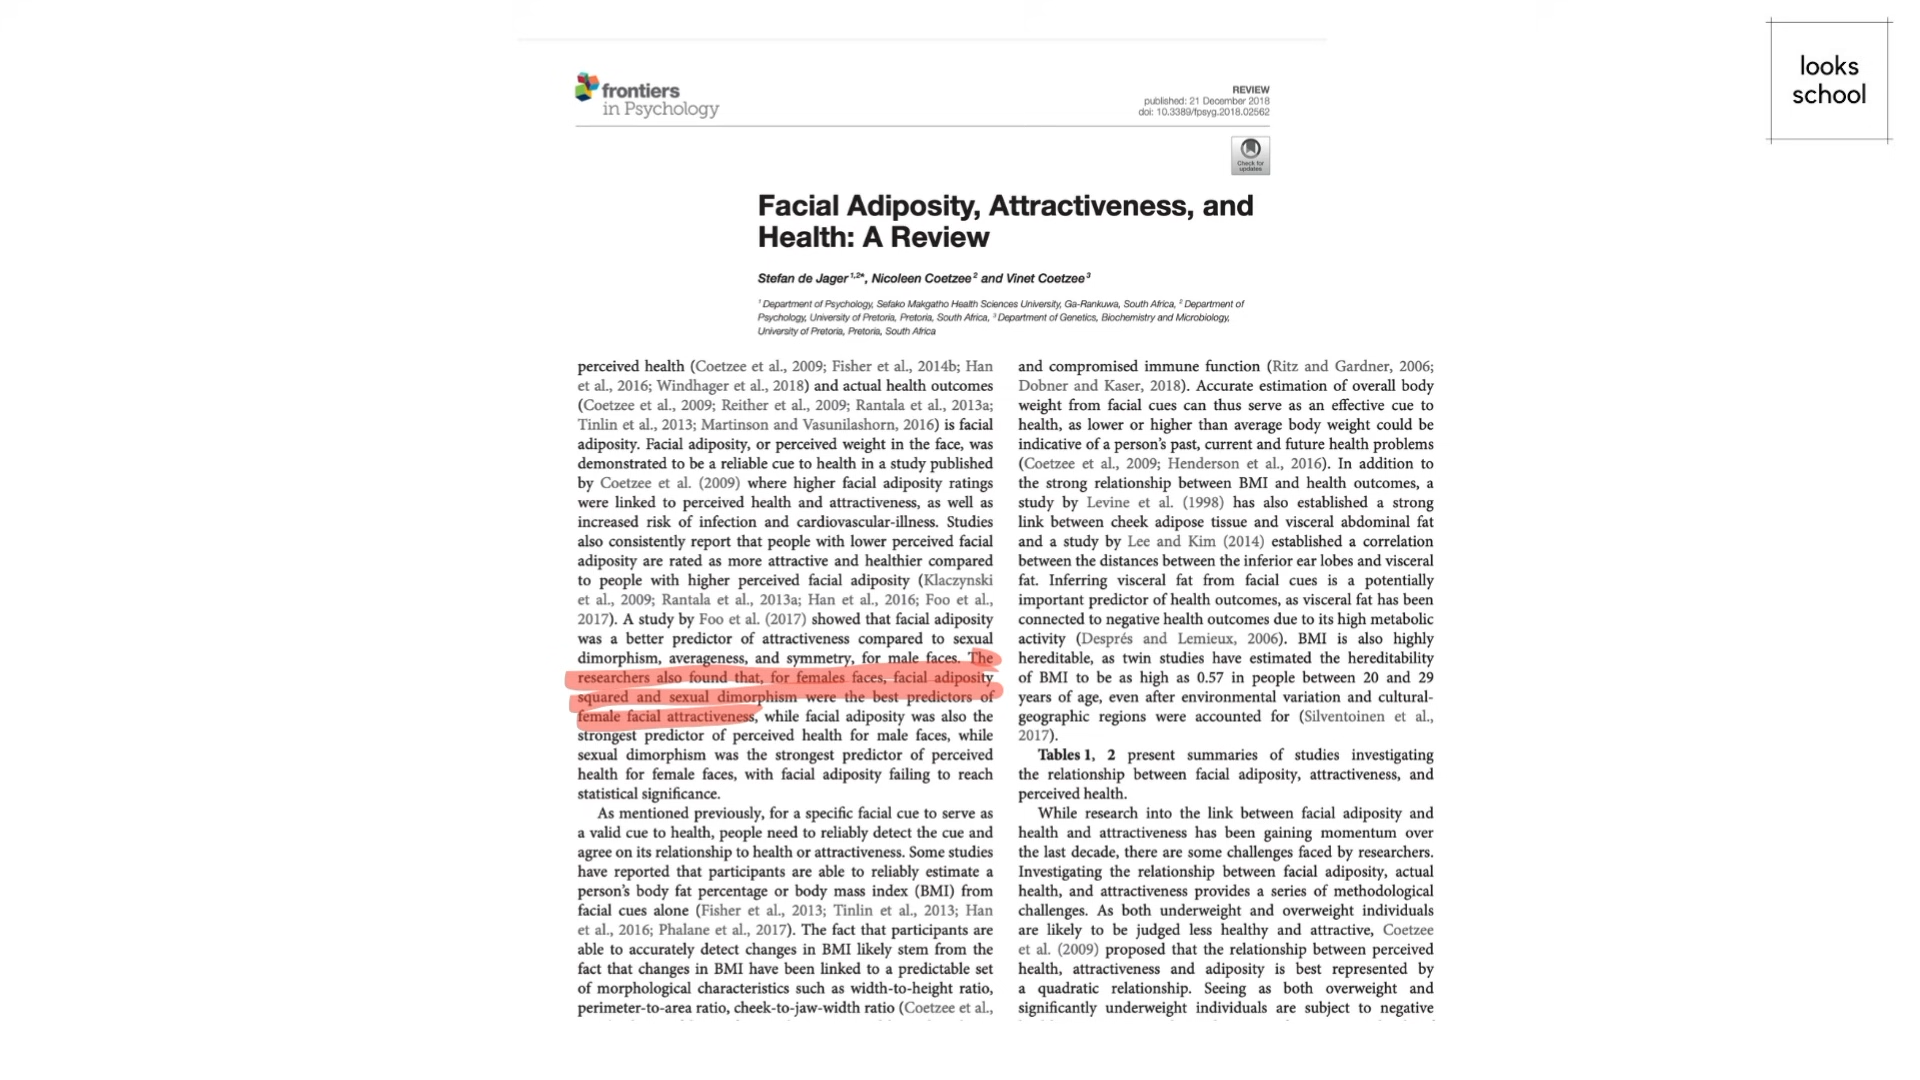 looks
school
frontiers
in Psychology
REVIEW
published: 21 December 2018
doi: 10.3389/fpsyg.2018.02562
Check for
updates
Facial Adiposity, Attractiveness, and
Health: A Review
Stefan de Jager 1,2*, Nicoleen Coetzee 2 and Vinet Coetzee 3
1 Department of Psychology, Sefako Makgatho Health Sciences University, Ga-Rankuwa, South Africa, 2 Department of
Psychology, University of Pretoria, Pretoria, South Africa, 3 Department of Genetics, Biochemistry and Microbiology,
University of Pretoria, Pretoria, South Africa
perceived health (Coetzee et al., 2009; Fisher et al., 2014b; Han
et al., 2016; Windhager et al., 2018) and actual health outcomes
(Coetzee et al., 2009; Reither et al., 2009; Rantala et al., 2013a;
Tinlin et al., 2013; Martinson and Vasunilashorn, 2016) is facial
adiposity. Facial adiposity, or perceived weight in the face, was
demonstrated to be a reliable cue to health in a study published
by Coetzee et al. (2009) where higher facial adiposity ratings
were linked to perceived health and attractiveness, as well as
increased risk of infection and cardiovascular-illness. Studies
also consistently report that people with lower perceived facial
adiposity are rated as more attractive and healthier compared
to people with higher perceived facial adiposity (Klaczynski
et al., 2009; Rantala et al., 2013a; Han et al., 2016; Foo et al.,
2017). A study by Foo et al. (2017) showed that facial adiposity
was a better predictor of attractiveness compared to sexual
dimorphism, averageness, and symmetry, for male faces. The
researchers also found that, for females faces, facial adiposity
squared and sexual dimorphism were the best predictors of
female facial attractiveness, while facial adiposity was also the
strongest predictor of perceived health for male faces, while
sexual dimorphism was the strongest predictor of perceived
health for female faces, with facial adiposity failing to reach
statistical significance.
As mentioned previously, for a specific facial cue to serve as
a valid cue to health, people need to reliably detect the cue and
agree on its relationship to health or attractiveness. Some studies
have reported that participants are able to reliably estimate a
person's body fat percentage or body mass index (BMI) from
facial cues alone (Fisher et al., 2013; Tinlin et al., 2013; Han
et al., 2016; Phalane et al., 2017). The fact that participants are
able to accurately detect changes in BMI likely stem from the
fact that changes in BMI have been linked to a predictable set
of morphological characteristics such as width-to-height ratio,
perimeter-to-area ratio, cheek-to-jaw-width ratio (Coetzee et al.,
and compromised immune function (Ritz and Gardner, 2006;
Dobner and Kaser, 2018). Accurate estimation of overall body
weight from facial cues can thus serve as an effective cue to
health, as lower or higher than average body weight could be
indicative of a person's past, current and future health problems
(Coetzee et al., 2009; Henderson et al., 2016). In addition to
the strong relationship between BMI and health outcomes, a
study by Levine et al. (1998) has also established a strong
link between cheek adipose tissue and visceral abdominal fat
and a study by Lee and Kim (2014) established a correlation
between the distances between the inferior ear lobes and visceral
fat. Inferring visceral fat from facial cues is a potentially
important predictor of health outcomes, as visceral fat has been
connected to negative health outcomes due to its high metabolic
activity (Després and Lemieux, 2006). BMI is also highly
hereditable, as twin studies have estimated the hereditability
of BMI to be as high as 0.57 in people between 20 and 29
years of age, even after environmental variation and cultural-
geographic regions were accounted for (Silventoinen et al.,
2017).
Tables 1, 2 present summaries of studies investigating
the relationship between facial adiposity, attractiveness, and
perceived health.
While research into the link between facial adiposity and
health and attractiveness has been gaining momentum over
the last decade, there are some challenges faced by researchers.
Investigating the relationship between facial adiposity, actual
health, and attractiveness provides a series of methodological
challenges. As both underweight and overweight individuals
are likely to be judged less healthy and attractive, Coetzee
et al. (2009) proposed that the relationship between perceived
health, attractiveness and adiposity is best represented by
a quadratic relationship. Seeing as both overweight and
significantly underweight individuals are subject to negative